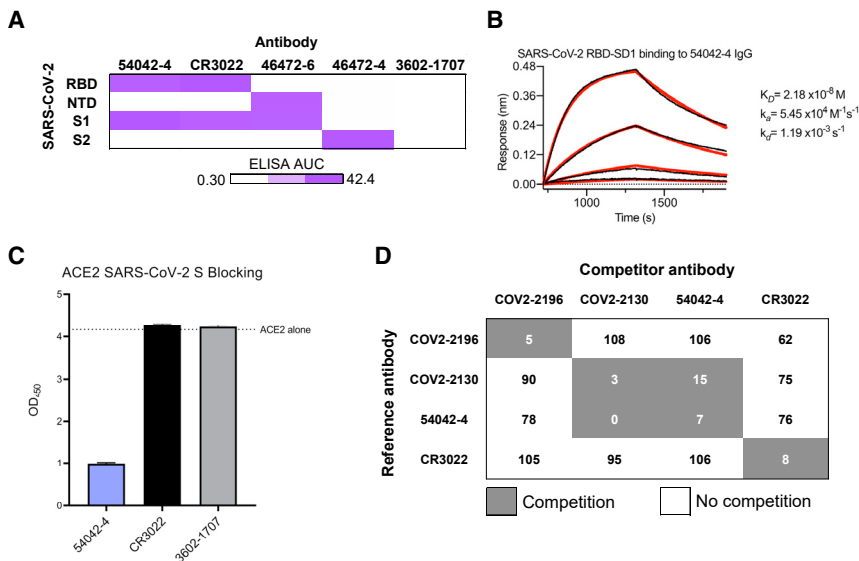 A
Antibody
54042-4 CR3022 46472-6 46472-4 3602-1707
SARS-CoV-2
RBD
NTD
S1
S2
ELISA AUC
0.30 42.4
B
SARS-CoV-2 RBD-SD1 binding to 54042-4 IgG
Response (nm)
0.48
0.36
0.24
0.12
0.00
1000 1500
Time (s)
K_D= 2.18 x10⁻⁸ M
k_a= 5.45 x10⁴ M⁻¹s⁻¹
k_d= 1.19 x10⁻³ s⁻¹
C
ACE2 SARS-CoV-2 S Blocking
OD₄₅₀
5
4
3
2
1
0
ACE2 alone
54042-4
CR3022
3602-1707
D
Competitor antibody
COV2-2196 COV2-2130 54042-4 CR3022
Reference antibody
COV2-2196 5 108 106 62
COV2-2130 90 3 15 75
54042-4 78 0 7 76
CR3022 105 95 106 8
Competition No competition